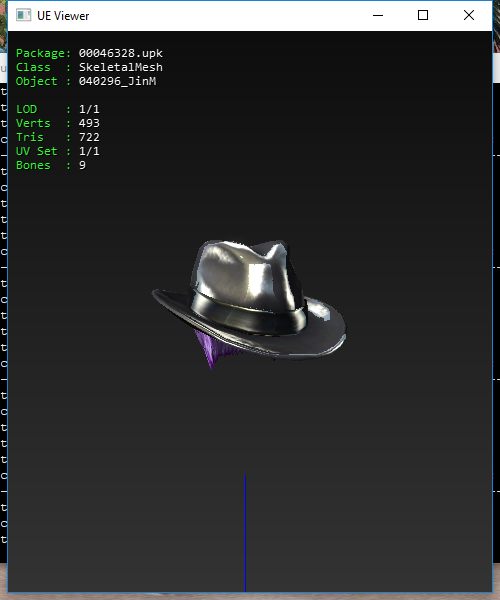 UE Viewer
Package: 00046328.upk
Class : SkeletalMesh
Object : 040296_JinM
LOD : 1/1
Verts : 493
Tris : 722
UV Set : 1/1
Bones : 9